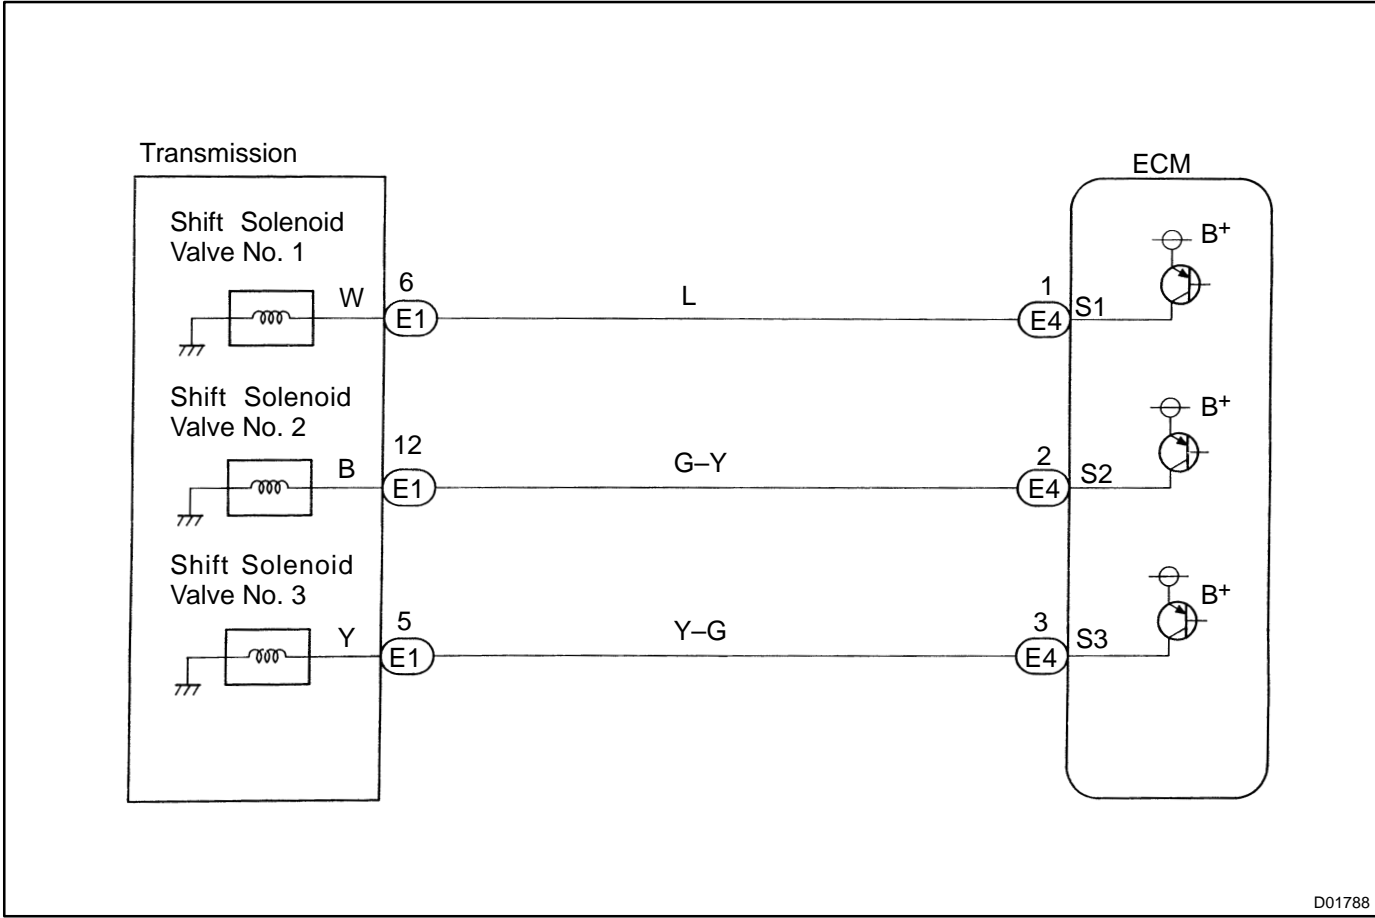 Transmission
ECM
Shift Solenoid
Valve No. 1
B+
W
6
E1
L
1
E4
S1
Shift Solenoid
Valve No. 2
B+
B
12
E1
G–Y
2
E4
S2
Shift Solenoid
Valve No. 3
B+
Y
5
E1
Y–G
3
E4
S3
D01788